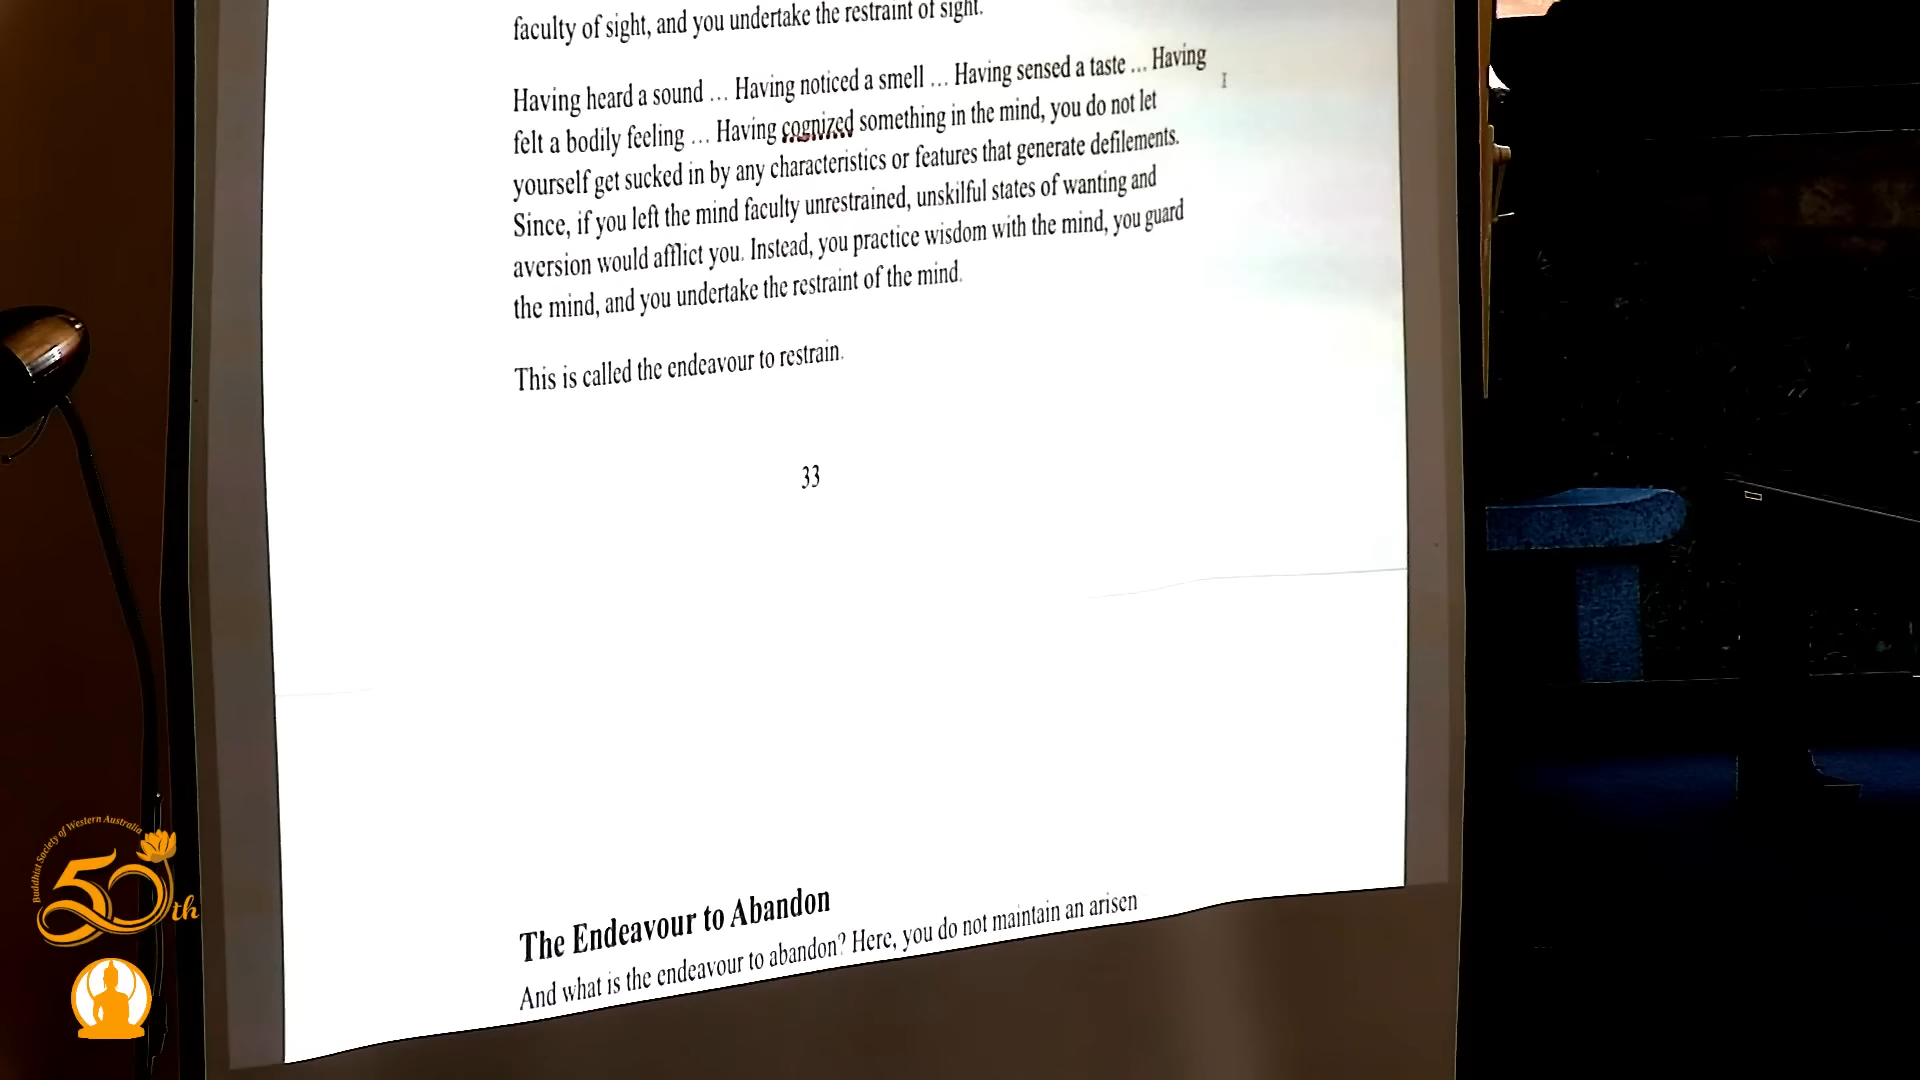 faculty of sight, and you undertake the restraint of sight.
Having heard a sound … Having noticed a smell … Having sensed a taste … Having
felt a bodily feeling … Having cognized something in the mind, you do not let
yourself get sucked in by any characteristics or features that generate defilements.
Since, if you left the mind faculty unrestrained, unskilful states of wanting and
aversion would afflict you. Instead, you practice wisdom with the mind, you guard
the mind, and you undertake the restraint of the mind.
This is called the endeavour to restrain.
33
The Endeavour to Abandon
And what is the endeavour to abandon? Here, you do not maintain an arisen
Buddhist Society of Western Australia
50th